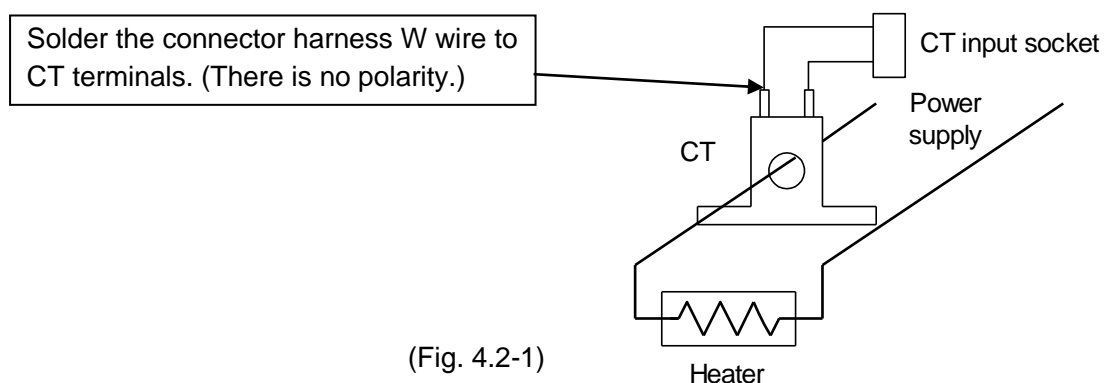 Solder the connector harness W wire to
CT terminals. (There is no polarity.)
CT input socket
Power
supply
CT
(Fig. 4.2-1)
Heater